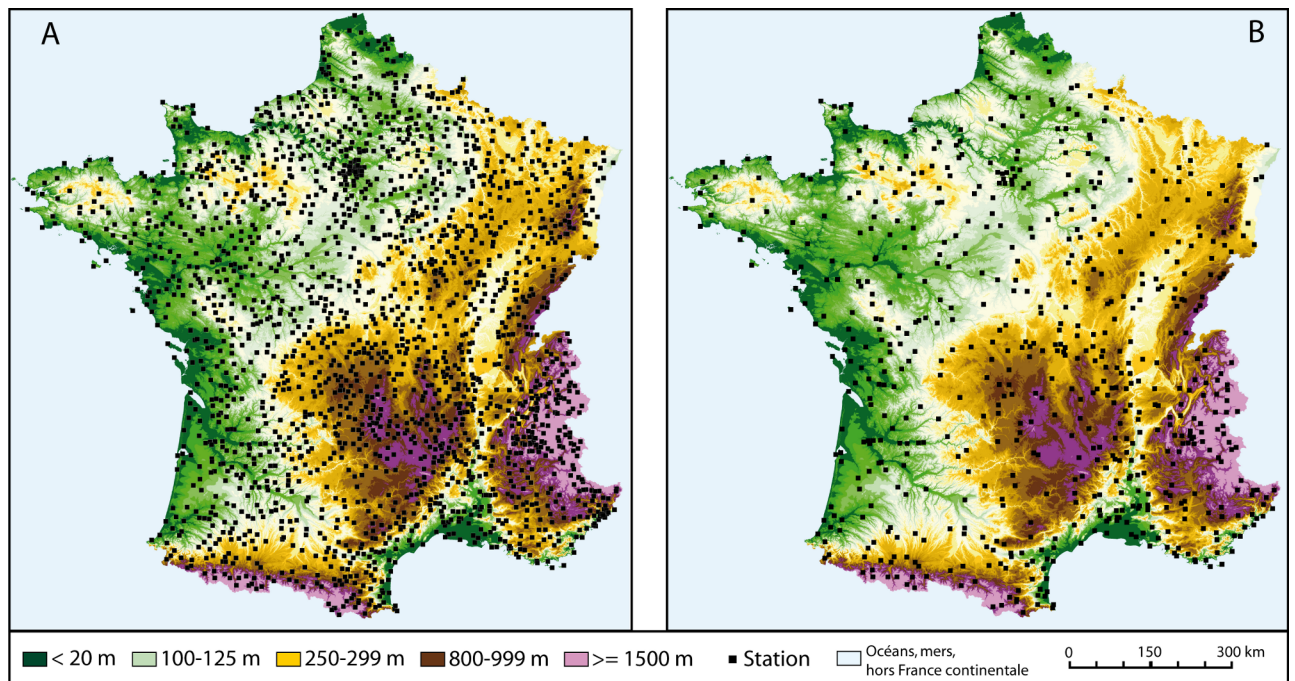 A
B
< 20 m
100-125 m
250-299 m
800-999 m
>= 1500 m
Station
Océans, mers,
hors France continentale
0 150 300 km